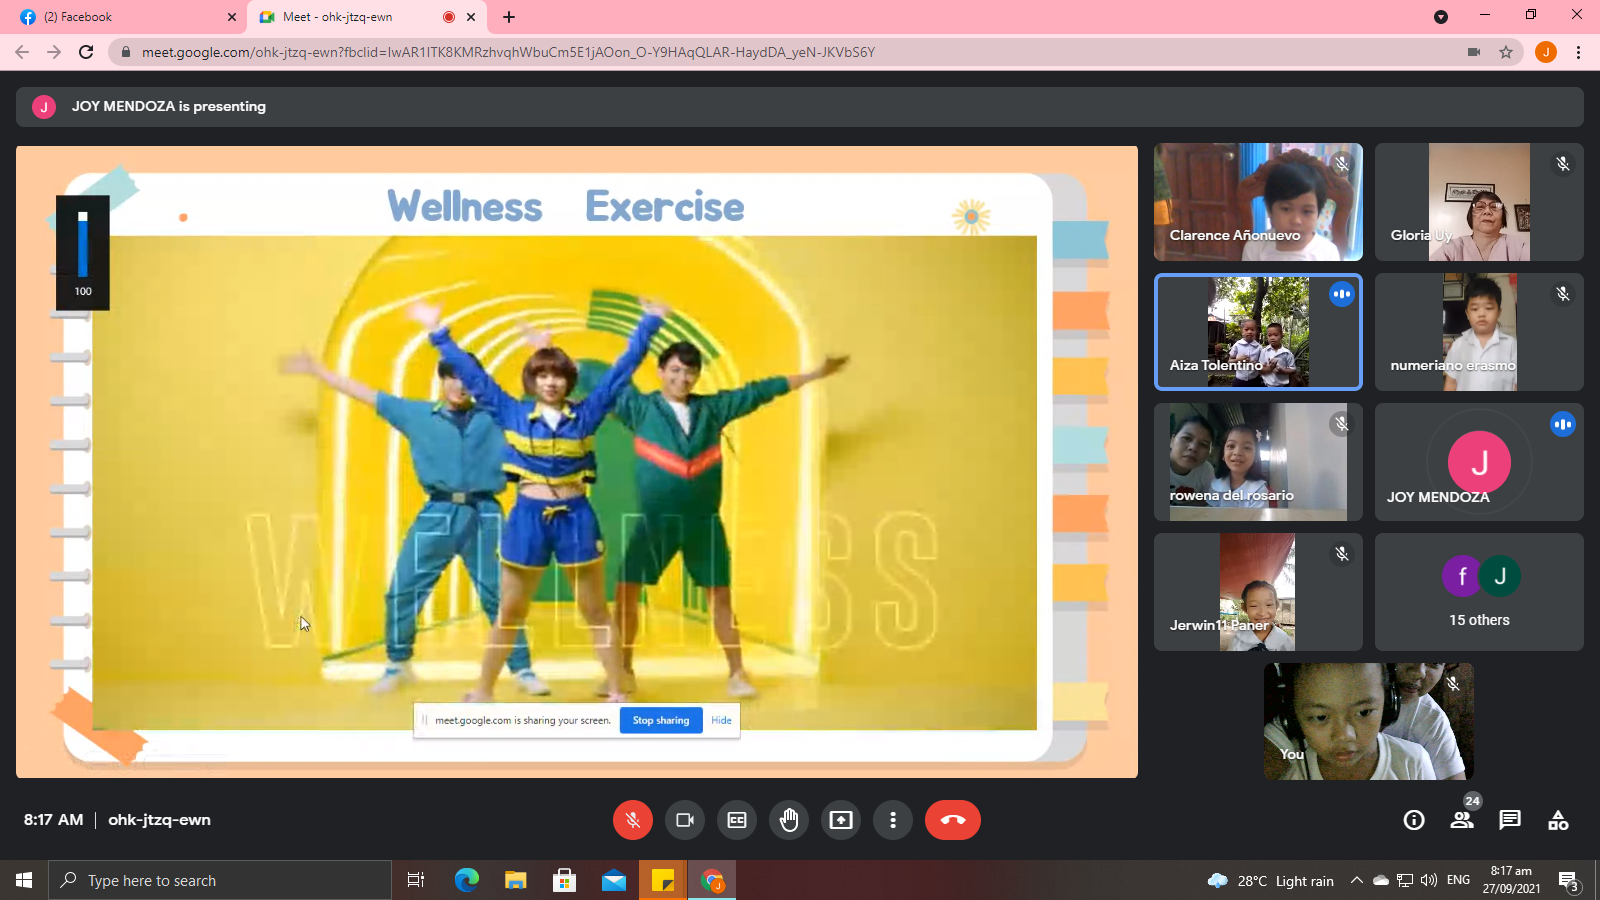 (2) Facebook
Meet - ohk-jtzq-ewn
meet.google.com/ohk-jtzq-ewn?fbclid=IwAR1ITK8KMRzhvqhWbuCm5E1jAOon_O-Y9HAqQLAR-HaydDA_yeN-JKVbS6Y
J
J
JOY MENDOZA is presenting
Wellness Exercise
100
WELLNESS
meet.google.com is sharing your screen.
Stop sharing
Hide
Clarence Añonuevo
Gloria Uy
Aiza Tolentino
numeriano erasmo
rowena del rosario
J
JOY MENDOZA
Jerwin11 Paner
f J
15 others
You
8:17 AM | ohk-jtzq-ewn
CC
24
Type here to search
J
28°C Light rain
ENG
8:17 am
27/09/2021
3